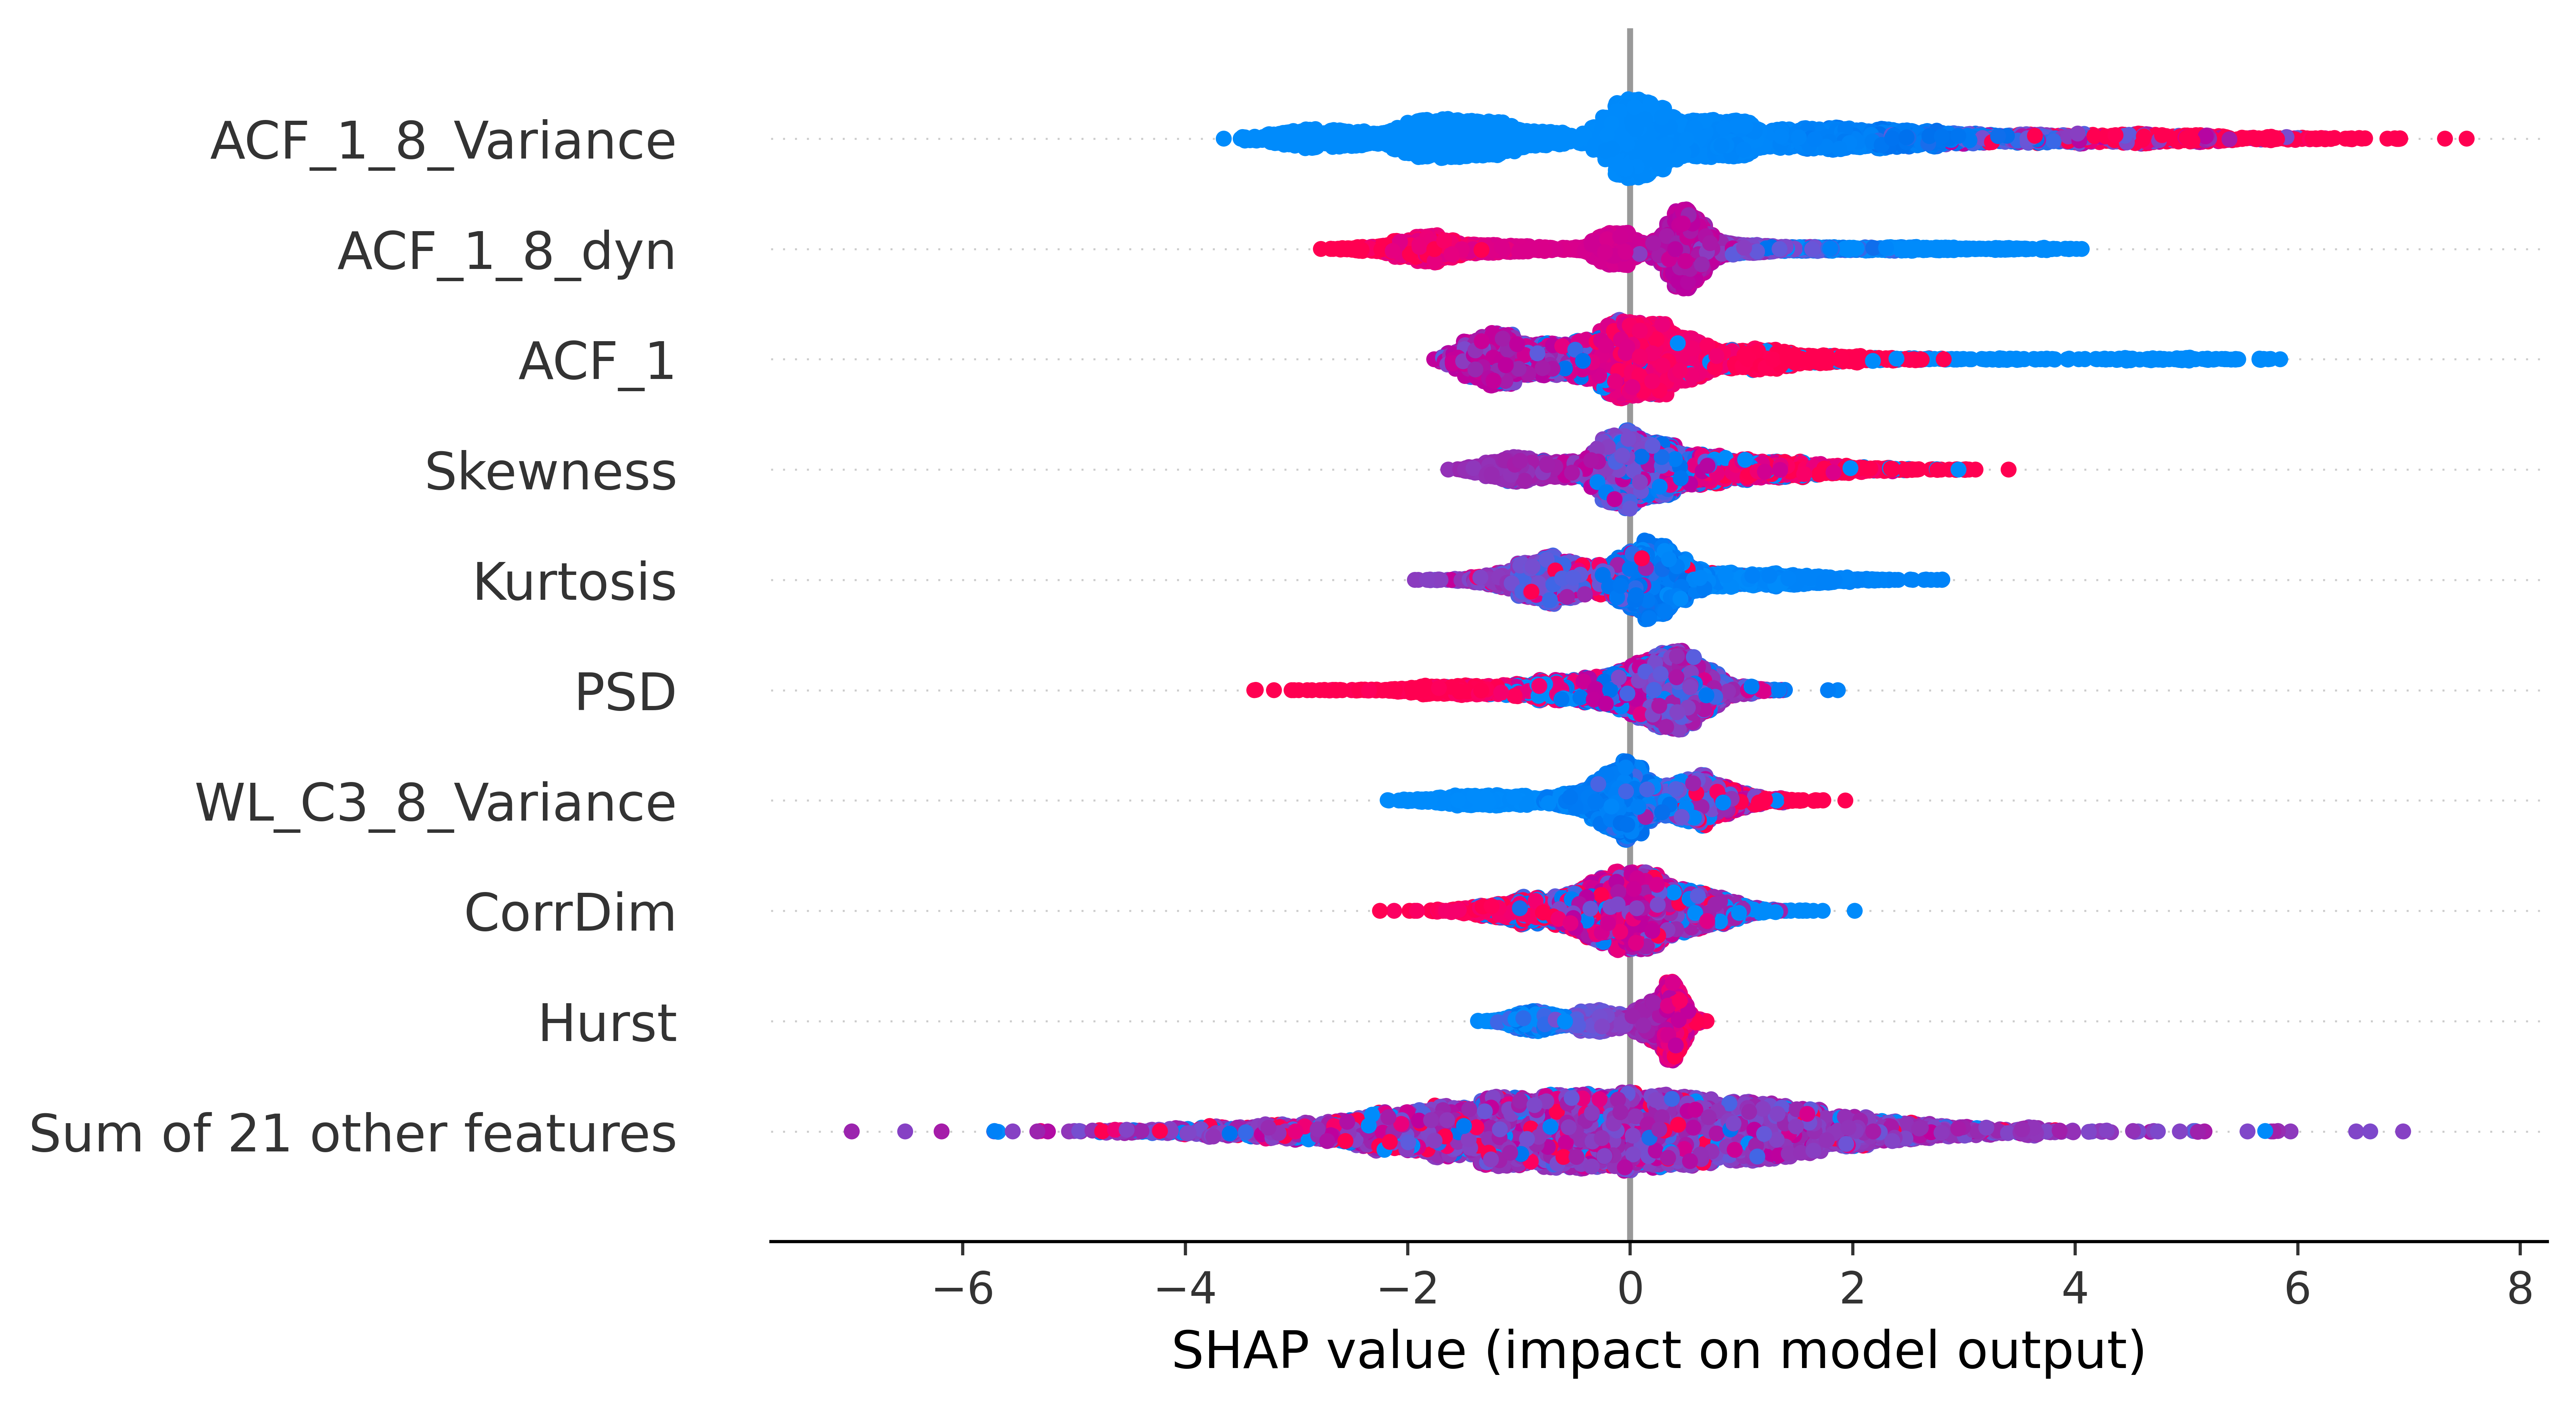 ACF_1_8_Variance
ACF_1_8_dyn
ACF_1
Skewness
Kurtosis
PSD
WL_C3_8_Variance
CorrDim
Hurst
Sum of 21 other features
−6 −4 −2 0 2 4 6 8
SHAP value (impact on model output)